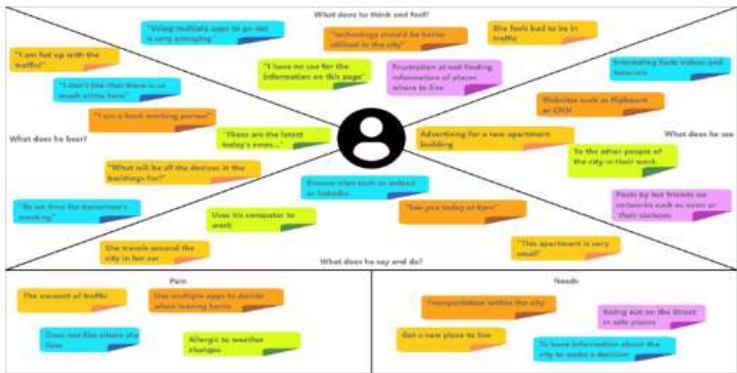 What does he think and feel?
"Using multiple apps to go out,
is very annoying"
"technology should be better
utilized in the city"
She feels bad to be in
traffic
"I am fed up with the
traffic!"
"I have no use for the
information on this page"
Frustration at not finding
information of places
where to live
Interesting facts videos and
tutorials
"I don't like that there is so
much crime here"
Websites such as Flipboard
or CNN
"I am a hard working person"
What does he hear?
"These are the latest
today's news..."
Advertising for a new apartment
building
What does he see
To the other people of
the city in their work.
"What will be all the devices in the
buildings for?"
Browse sites such as indeed
or linkedin
Posts by her friends on
networks such as
or their statuses
"Be on time for tomorrow's
meeting"
Uses his computer to
work
"See you today at 8pm"
She travels around the
city in her car
"This apartment is very
small"
What does he say and do?
Pain
The amount of traffic
Use multiple apps to decide
when leaving home
Does not like where she
lives
Allergic to weather
changes
Needs
Transportation within the city
Going out on the Street
in safe places
Get a new place to live
To have information about the
city to make a decision